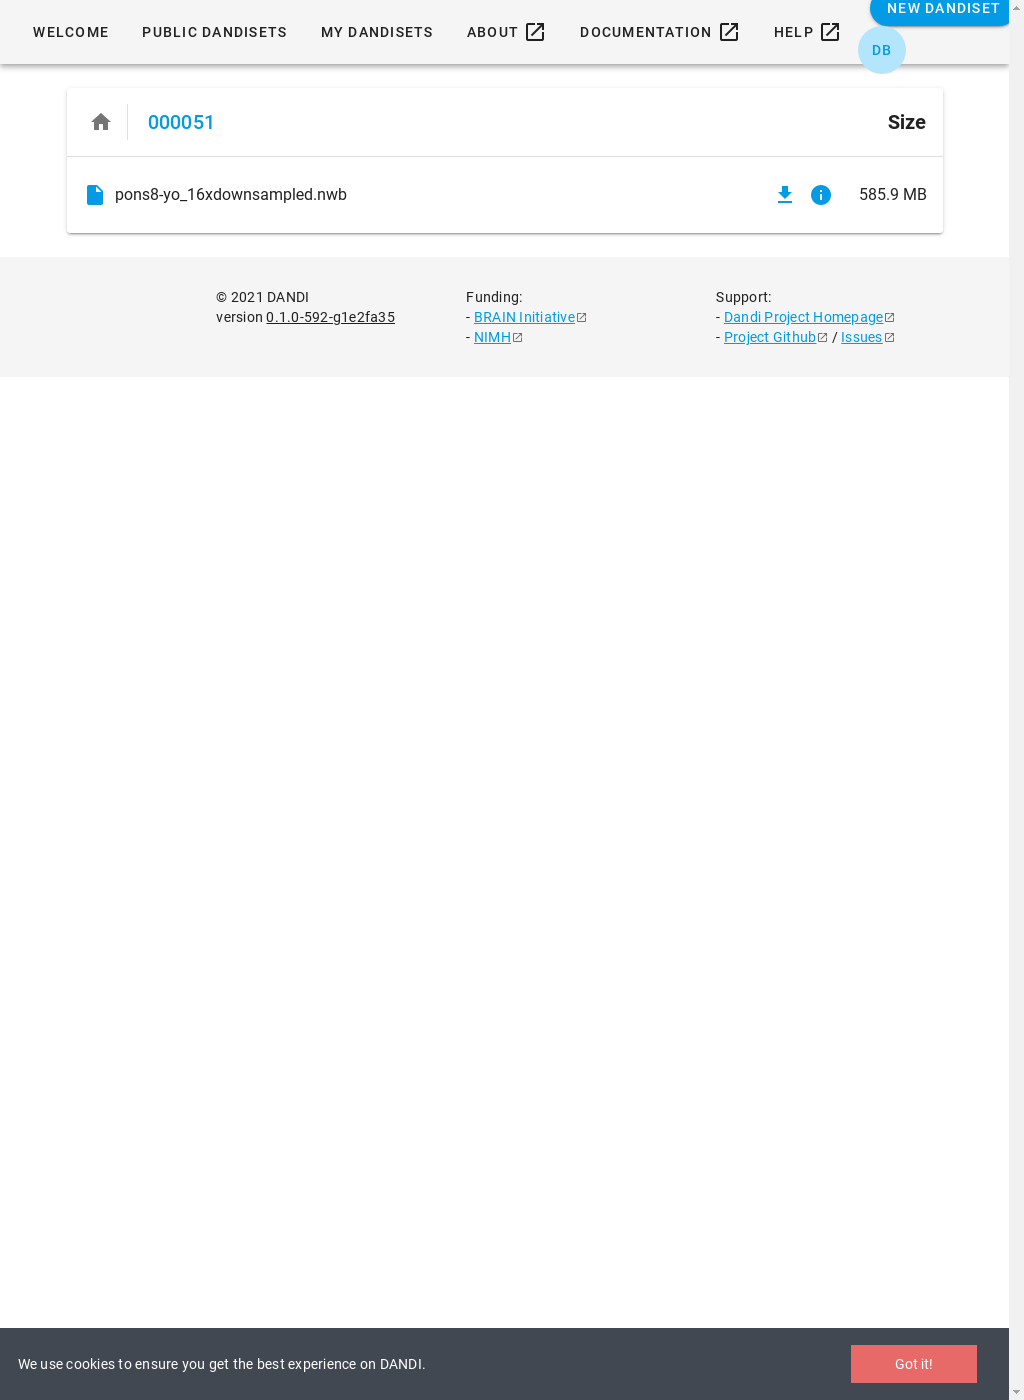 NEW DANDISET
WELCOME PUBLIC DANDISETS MY DANDISETS ABOUT DOCUMENTATION HELP
DB
000051 Size
pons8-yo_16xdownsampled.nwb 585.9 MB
© 2021 DANDI
version 0.1.0-592-g1e2fa35
Funding:
- BRAIN Initiative
- NIMH
Support:
- Dandi Project Homepage
- Project Github / Issues
We use cookies to ensure you get the best experience on DANDI. Got it!